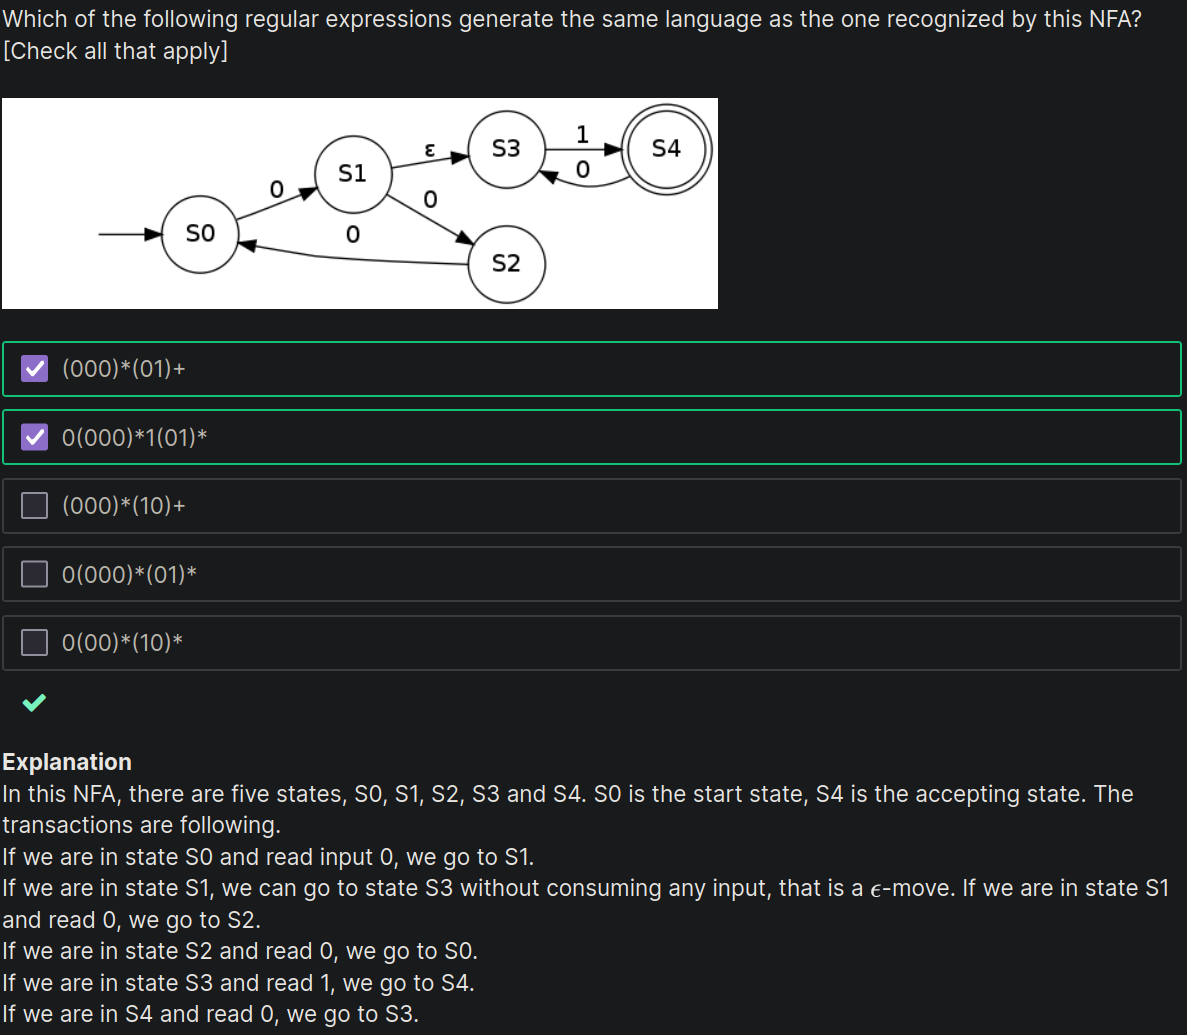 Which of the following regular expressions generate the same language as the one recognized by this NFA?
[Check all that apply]
S0
0
S1
ε
0
0
S3
S2
1
0
S4
(000)*(01)+
0(000)*1(01)*
(000)*(10)+
0(000)*(01)*
0(00)*(10)*
Explanation
In this NFA, there are five states, S0, S1, S2, S3 and S4. S0 is the start state, S4 is the accepting state. The
transactions are following.
If we are in state S0 and read input 0, we go to S1.
If we are in state S1, we can go to state S3 without consuming any input, that is a ϵ-move. If we are in state S1
and read 0, we go to S2.
If we are in state S2 and read 0, we go to S0.
If we are in state S3 and read 1, we go to S4.
If we are in S4 and read 0, we go to S3.